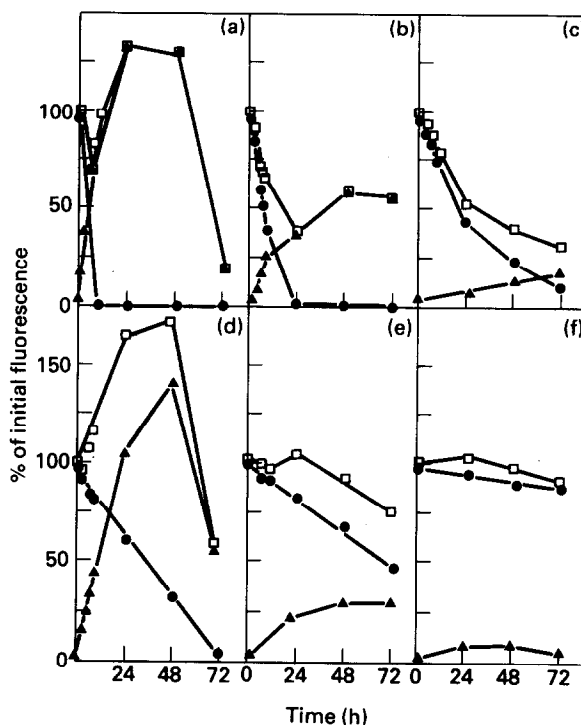 (a) (b) (c)
100
50
0
(d) (e) (f)
150
100
50
0
24 48 72 0 24 48 72 0 24 48 72
Time (h)
% of initial fluorescence